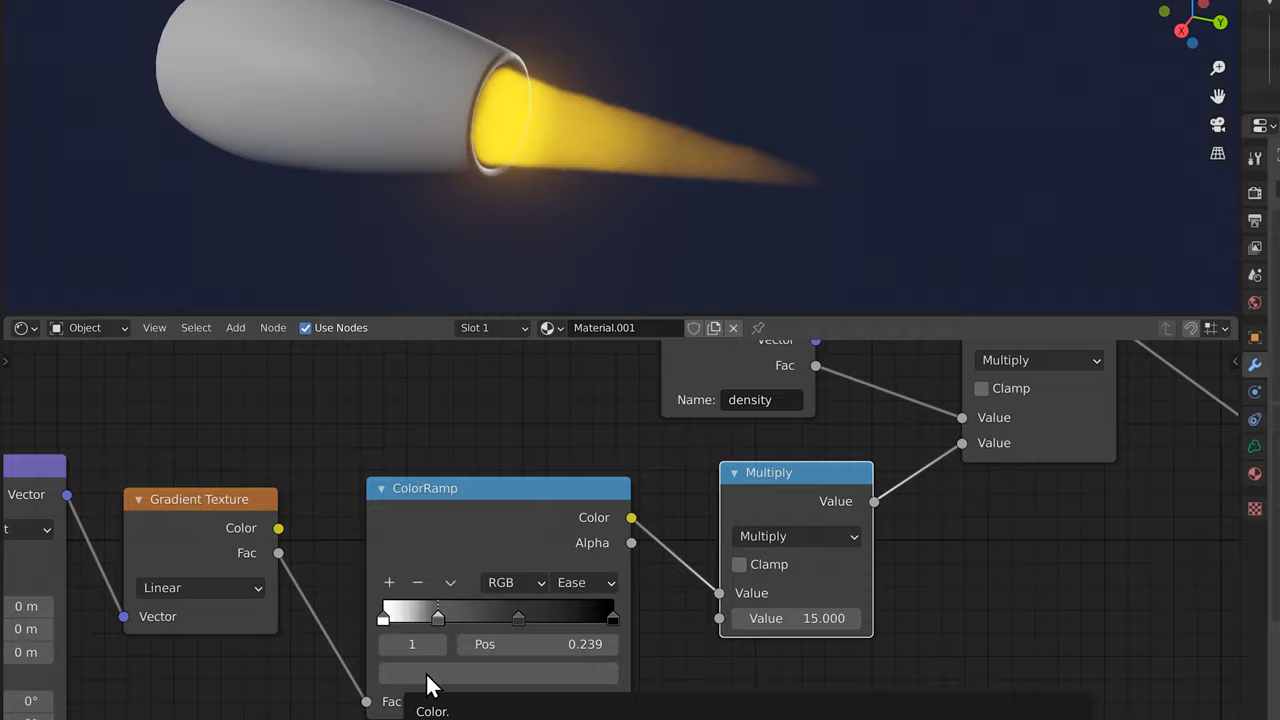 X
Y
Object
View
Select
Add
Node
Use Nodes
Slot 1
Material.001
Vector
Fac
Name: density
Multiply
Clamp
Value
Value
Vector
t
0 m
0 m
0 m
0°
Gradient Texture
Color
Fac
Linear
Vector
ColorRamp
Color
Alpha
RGB
Ease
1
Pos 0.239
Fac
Color.
Multiply
Value
Multiply
Clamp
Value
Value 15.000